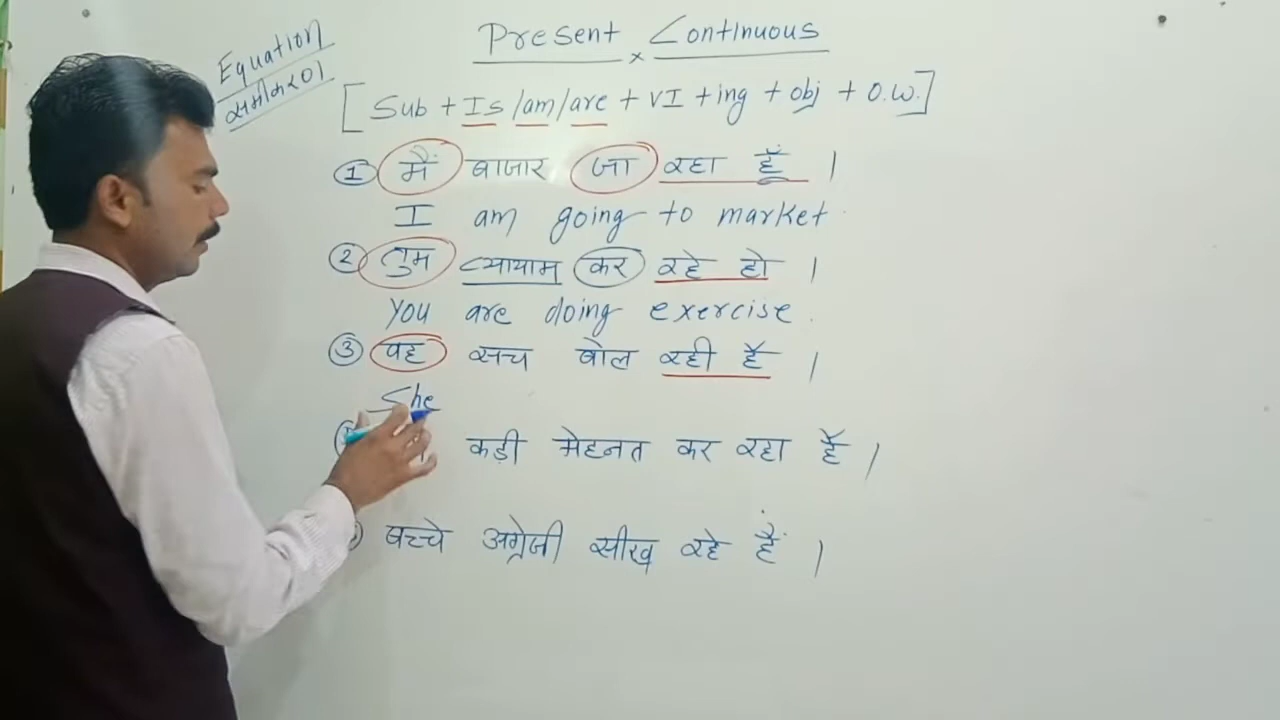 Present Continuous
Equation
समीकरण
[Sub + Is/am/are + VI + ing + obj + O.W.]
① मैं बाजार जा रहा हूँ ।
I am going to market
② तुम व्यायाम कर रहे हो ।
You are doing exercise.
③ वह सच बोल रही है ।
She
कड़ी मेहनत कर रहा है ।
बच्चे अंग्रेजी सीख रहे हैं ।